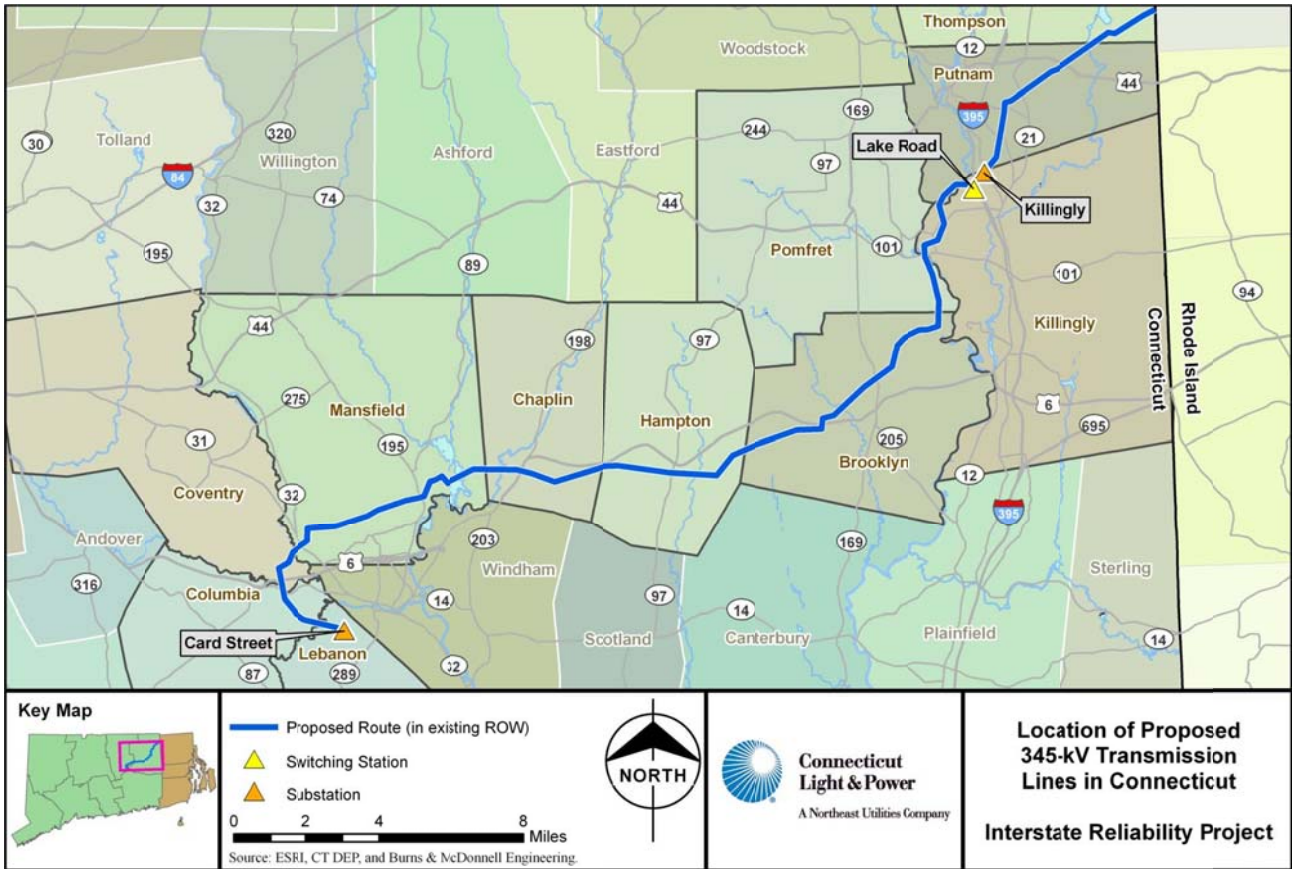 Thompson
12
Woodstock
Putnam
44
169
395
30
Tolland
320
Willington
Ashford
Eastford
244
97
Lake Road
21
84
32
74
44
Killingly
195
89
Pomfret
101
101
94
44
198
97
Killingly
Rhode Island
Connecticut
275
Mansfield
Chaplin
Hampton
6
31
195
205
695
Coventry
32
Brooklyn
12
395
Andover
203
169
316
6
Windham
Sterling
Columbia
14
97
14
Plainfield
14
Card Street
Scotland
Canterbury
Lebanon
87
289
32
Key Map
Proposed Route (in existing ROW)
Switching Station
Substation
0 2 4 8
Miles
Source: ESRI, CT DEP, and Burns & McDonnell Engineering.
NORTH
Connecticut
Light & Power
A Northeast Utilities Company
Location of Proposed
345-kV Transmission
Lines in Connecticut
Interstate Reliability Project